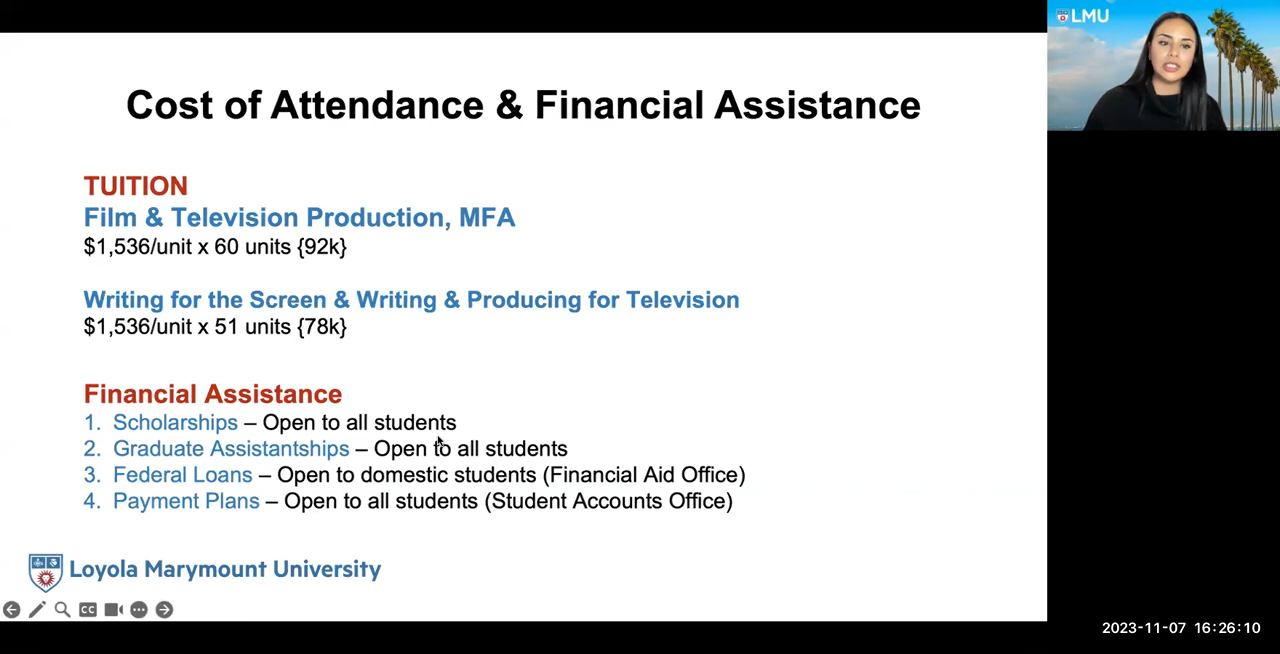 Cost of Attendance & Financial Assistance
TUITION
Film & Television Production, MFA
$1,536/unit x 60 units {92k}
Writing for the Screen & Writing & Producing for Television
$1,536/unit x 51 units {78k}
Financial Assistance
1. Scholarships – Open to all students
2. Graduate Assistantships – Open to all students
3. Federal Loans – Open to domestic students (Financial Aid Office)
4. Payment Plans – Open to all students (Student Accounts Office)
Loyola Marymount University
CC
LMU
2023-11-07 16:26:10